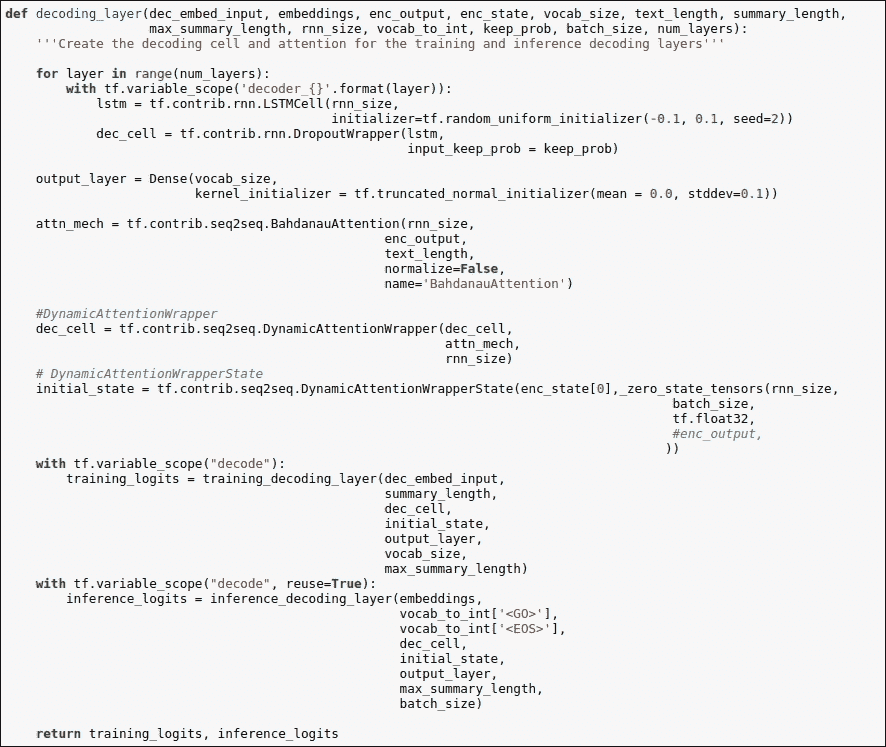 def decoding_layer(dec_embed_input, embeddings, enc_output, enc_state, vocab_size, text_length, summary_length,
                   max_summary_length, rnn_size, vocab_to_int, keep_prob, batch_size, num_layers):
    '''Create the decoding cell and attention for the training and inference decoding layers'''

    for layer in range(num_layers):
        with tf.variable_scope('decoder_{}'.format(layer)):
            lstm = tf.contrib.rnn.LSTMCell(rnn_size,
                                           initializer=tf.random_uniform_initializer(-0.1, 0.1, seed=2))
            dec_cell = tf.contrib.rnn.DropoutWrapper(lstm,
                                                     input_keep_prob = keep_prob)

    output_layer = Dense(vocab_size,
                         kernel_initializer = tf.truncated_normal_initializer(mean = 0.0, stddev=0.1))

    attn_mech = tf.contrib.seq2seq.BahdanauAttention(rnn_size,
                                                  enc_output,
                                                  text_length,
                                                  normalize=False,
                                                  name='BahdanauAttention')

    #DynamicAttentionWrapper
    dec_cell = tf.contrib.seq2seq.DynamicAttentionWrapper(dec_cell,
                                                          attn_mech,
                                                          rnn_size)
    # DynamicAttentionWrapperState
    initial_state = tf.contrib.seq2seq.DynamicAttentionWrapperState(enc_state[0],_zero_state_tensors(rnn_size,
                                                                                        batch_size,
                                                                                        tf.float32,
                                                                                        #enc_output,
                                                                                       ))
    with tf.variable_scope("decode"):
        training_logits = training_decoding_layer(dec_embed_input,
                                                  summary_length,
                                                  dec_cell,
                                                  initial_state,
                                                  output_layer,
                                                  vocab_size,
                                                  max_summary_length)
    with tf.variable_scope("decode", reuse=True):
        inference_logits = inference_decoding_layer(embeddings,
                                                    vocab_to_int['<GO>'],
                                                    vocab_to_int['<EOS>'],
                                                    dec_cell,
                                                    initial_state,
                                                    output_layer,
                                                    max_summary_length,
                                                    batch_size)

    return training_logits, inference_logits